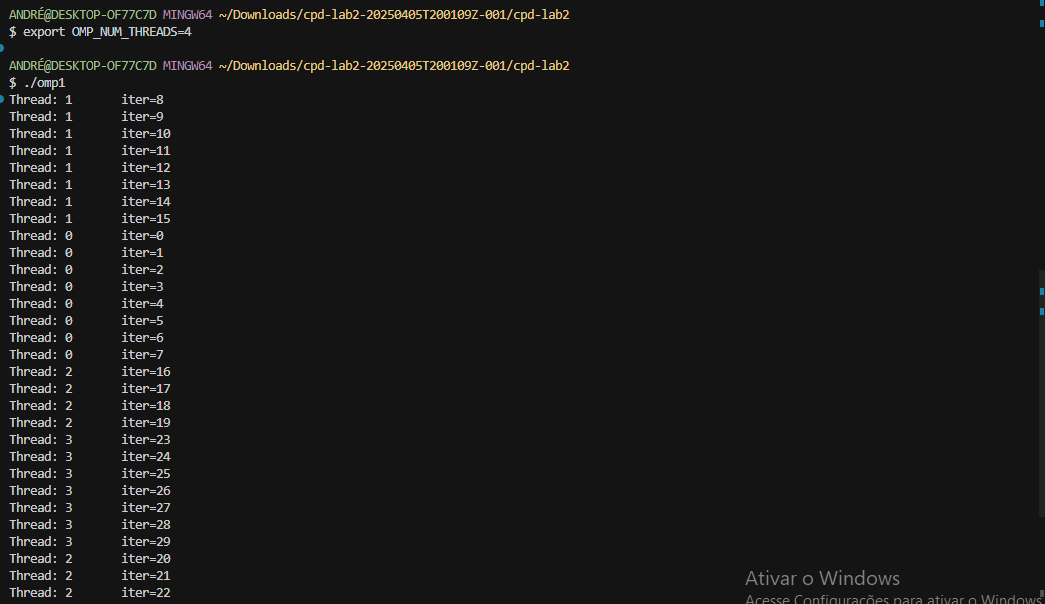 ANDRÉ@DESKTOP-OF77C7D MINGW64 ~/Downloads/cpd-lab2-20250405T200109Z-001/cpd-lab2
$ export OMP_NUM_THREADS=4
ANDRÉ@DESKTOP-OF77C7D MINGW64 ~/Downloads/cpd-lab2-20250405T200109Z-001/cpd-lab2
$ ./omp1
Thread: 1 iter=8
Thread: 1 iter=9
Thread: 1 iter=10
Thread: 1 iter=11
Thread: 1 iter=12
Thread: 1 iter=13
Thread: 1 iter=14
Thread: 1 iter=15
Thread: 0 iter=0
Thread: 0 iter=1
Thread: 0 iter=2
Thread: 0 iter=3
Thread: 0 iter=4
Thread: 0 iter=5
Thread: 0 iter=6
Thread: 0 iter=7
Thread: 2 iter=16
Thread: 2 iter=17
Thread: 2 iter=18
Thread: 2 iter=19
Thread: 3 iter=23
Thread: 3 iter=24
Thread: 3 iter=25
Thread: 3 iter=26
Thread: 3 iter=27
Thread: 3 iter=28
Thread: 3 iter=29
Thread: 2 iter=20
Thread: 2 iter=21
Thread: 2 iter=22
Ativar o Windows
Acesse Configurações para ativar o Windows